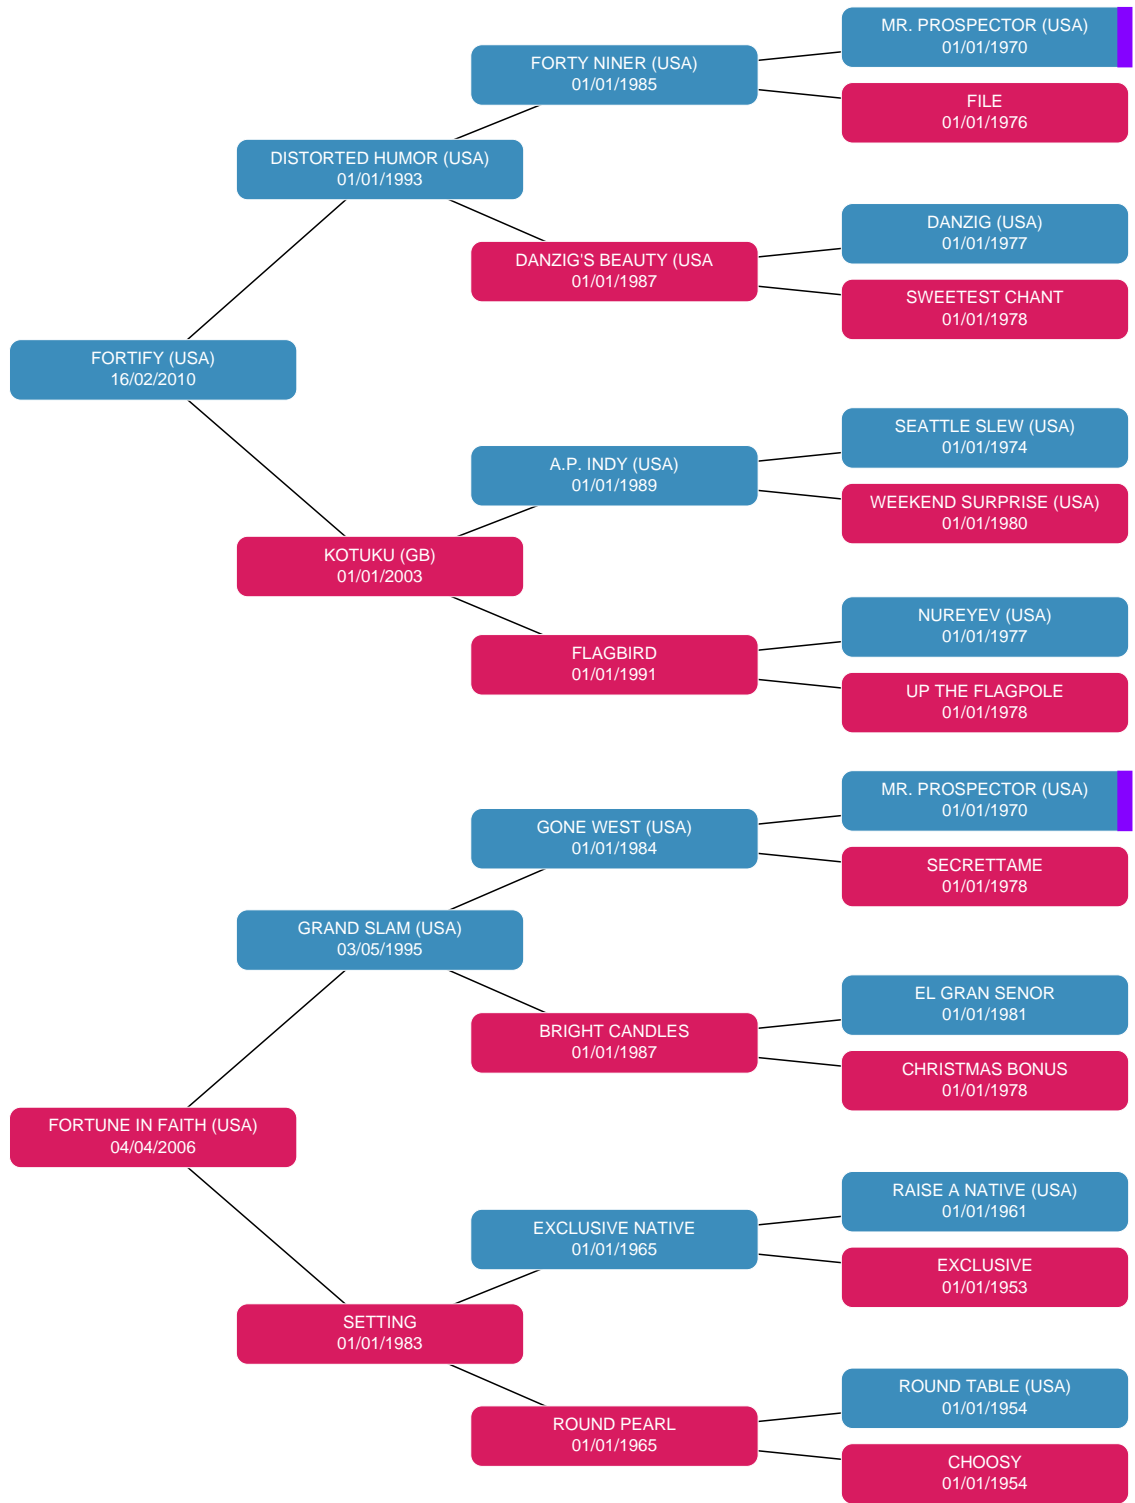 MR. PROSPECTOR (USA)
01/01/1970
FORTY NINER (USA)
01/01/1985
FILE
01/01/1976
DISTORTED HUMOR (USA)
01/01/1993
DANZIG (USA)
01/01/1977
DANZIG'S BEAUTY (USA
01/01/1987
SWEETEST CHANT
01/01/1978
FORTIFY (USA)
16/02/2010
SEATTLE SLEW (USA)
01/01/1974
A.P. INDY (USA)
01/01/1989
WEEKEND SURPRISE (USA)
01/01/1980
KOTUKU (GB)
01/01/2003
NUREYEV (USA)
01/01/1977
FLAGBIRD
01/01/1991
UP THE FLAGPOLE
01/01/1978
MR. PROSPECTOR (USA)
01/01/1970
GONE WEST (USA)
01/01/1984
SECRETTAME
01/01/1978
GRAND SLAM (USA)
03/05/1995
EL GRAN SENOR
01/01/1981
BRIGHT CANDLES
01/01/1987
CHRISTMAS BONUS
01/01/1978
FORTUNE IN FAITH (USA)
04/04/2006
RAISE A NATIVE (USA)
01/01/1961
EXCLUSIVE NATIVE
01/01/1965
EXCLUSIVE
01/01/1953
SETTING
01/01/1983
ROUND TABLE (USA)
01/01/1954
ROUND PEARL
01/01/1965
CHOOSY
01/01/1954